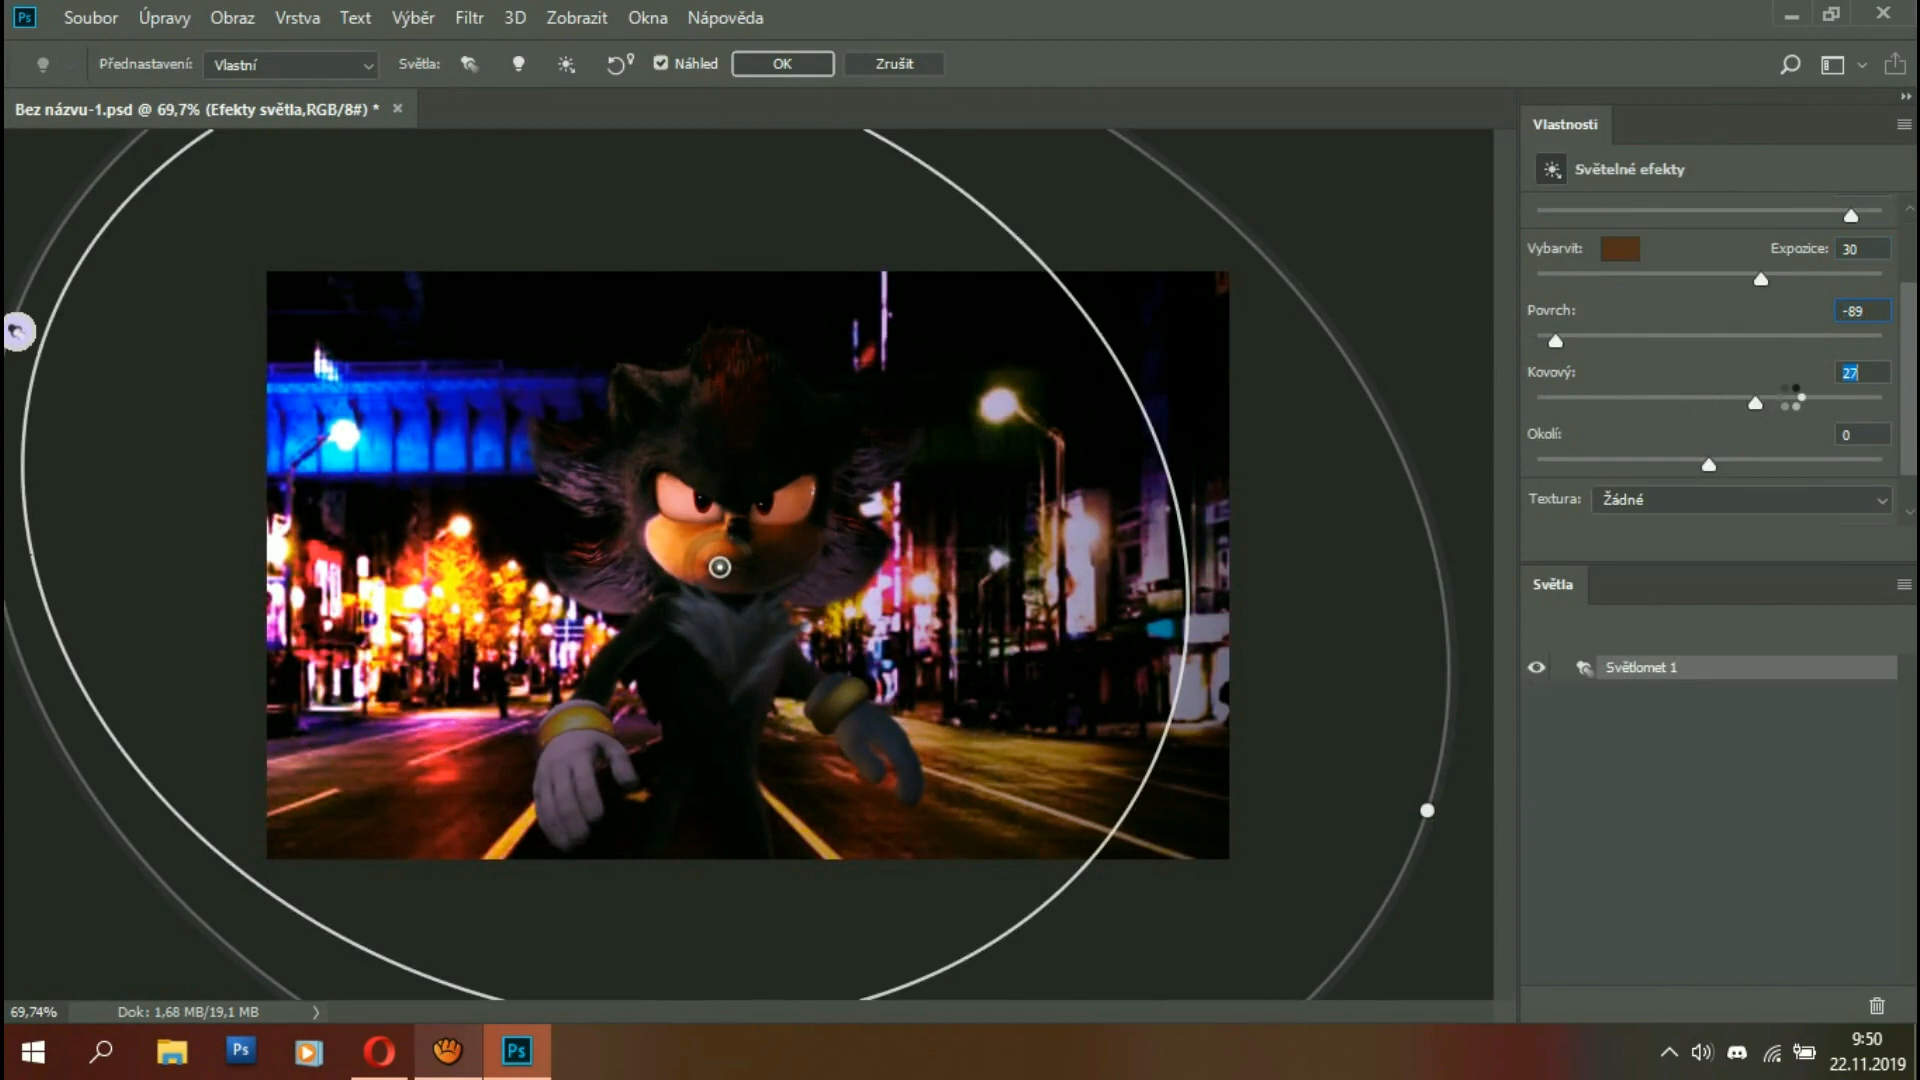 Ps Soubor Úpravy Obraz Vrstva Text Výběr Filtr 3D Zobrazit Okna Nápověda
Přednastavení: Vlastní Světla: Náhled OK Zrušit
Bez názvu-1.psd @ 69,7% (Efekty světla,RGB/8#) *
Vlastnosti
Světelné efekty
Vybarvit: Expozice: 30
Povrch: -89
Kovový: 27
Okolí: 0
Textura: Žádné
Světla
Světlomet 1
69,74% Dok: 1,68 MB/19,1 MB
Ps Ps
9:50
22.11.2019